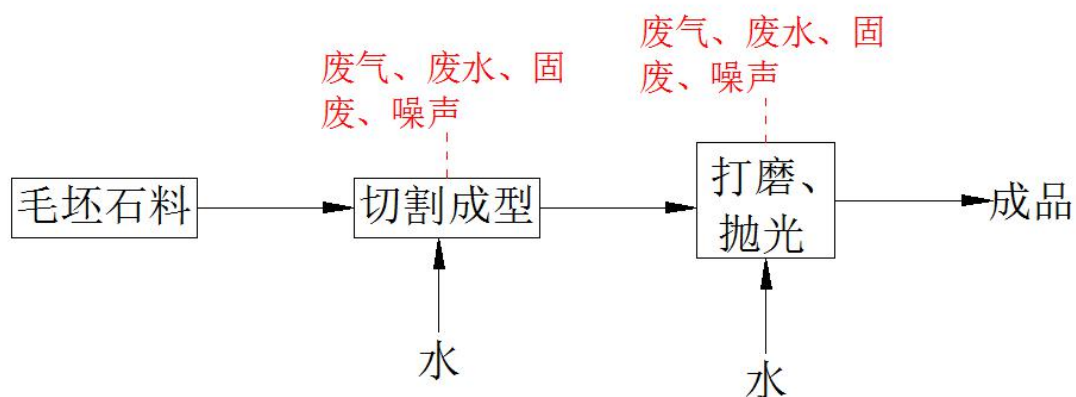 废气、废水、固
废、噪声
废气、废水、固
废、噪声
毛坯石料
切割成型
打磨、
抛光
成品
水
水